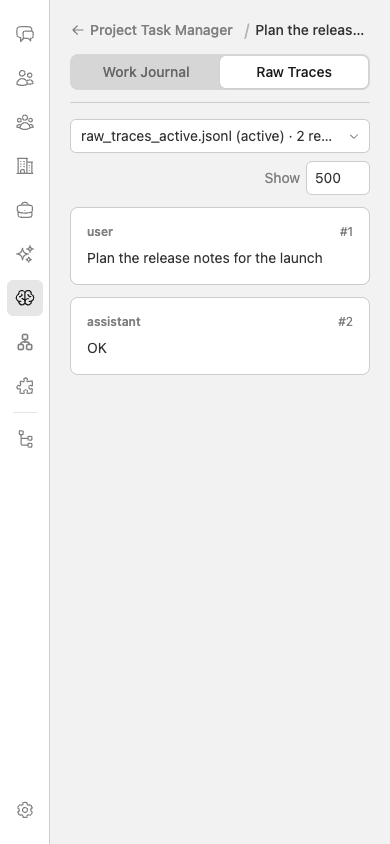 Project Task Manager / Plan the releas...
Work Journal Raw Traces
raw_traces_active.jsonl (active) · 2 re...
Show 500
user #1
Plan the release notes for the launch
assistant #2
OK